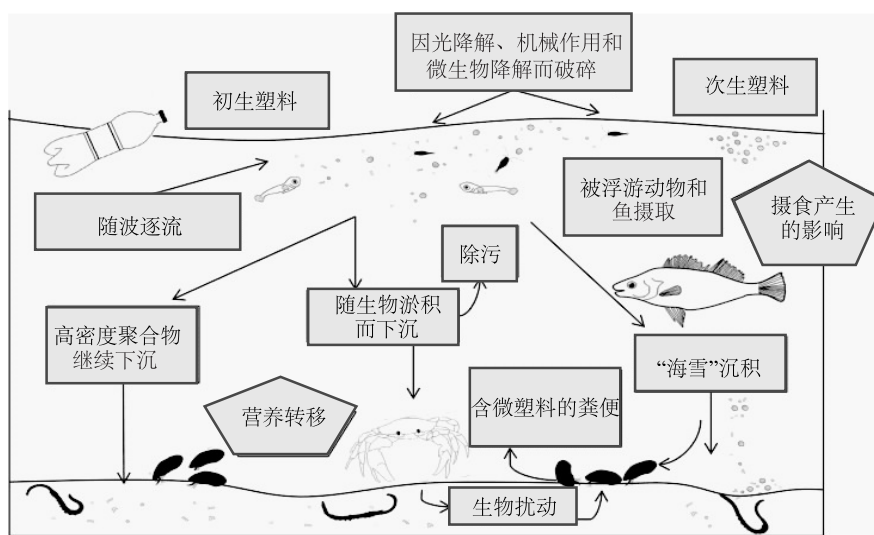 因光降解、机械作用和
微生物降解而破碎
初生塑料
次生塑料
被浮游动物和
鱼摄取
摄食产生
的影响
随波逐流
除污
随生物淤积
而下沉
高密度聚合物
继续下沉
“海雪”沉积
营养转移
含微塑料的粪便
生物扰动